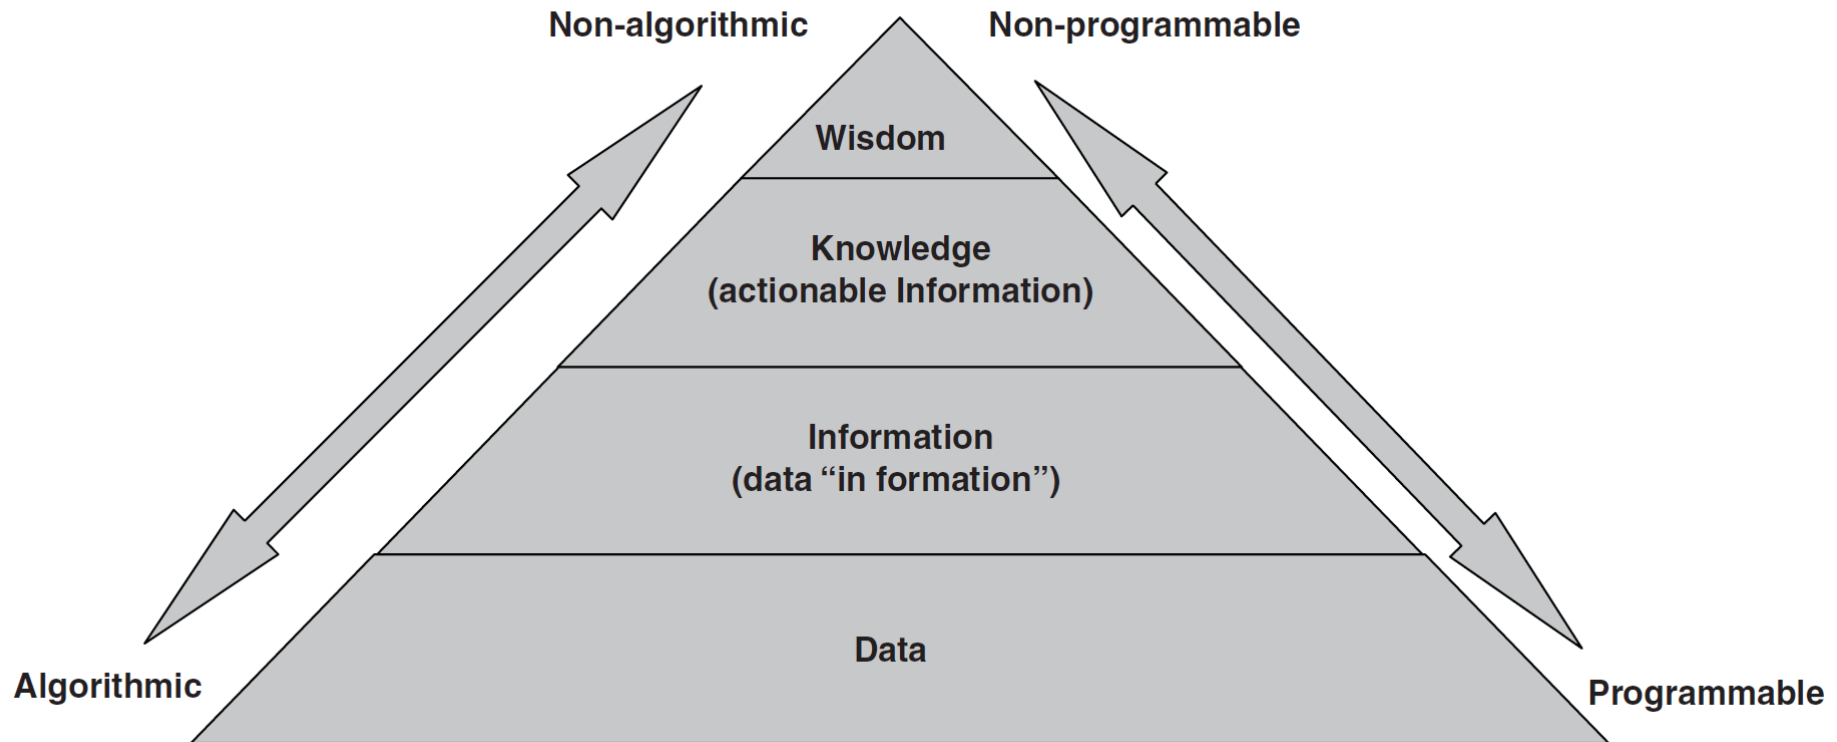 Non-algorithmic
Non-programmable
Wisdom
Knowledge
(actionable Information)
Information
(data “in formation”)
Data
Algorithmic
Programmable